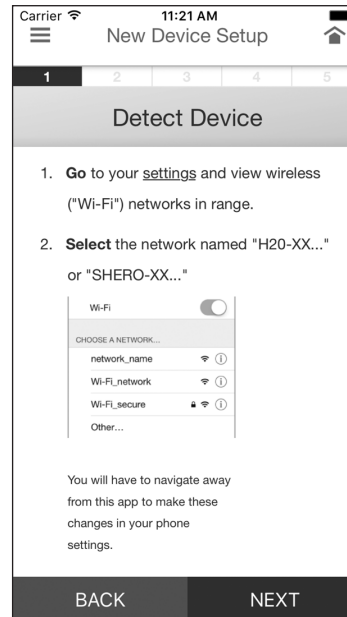 Carrier 11:21 AM
New Device Setup
1 2 3 4 5
Detect Device
1. Go to your settings and view wireless
("Wi-Fi") networks in range.
2. Select the network named "H20-XX..."
or "SHERO-XX..."
Wi-Fi
CHOOSE A NETWORK...
network_name
Wi-Fi_network
Wi-Fi_secure
Other...
You will have to navigate away
from this app to make these
changes in your phone
settings.
BACK NEXT